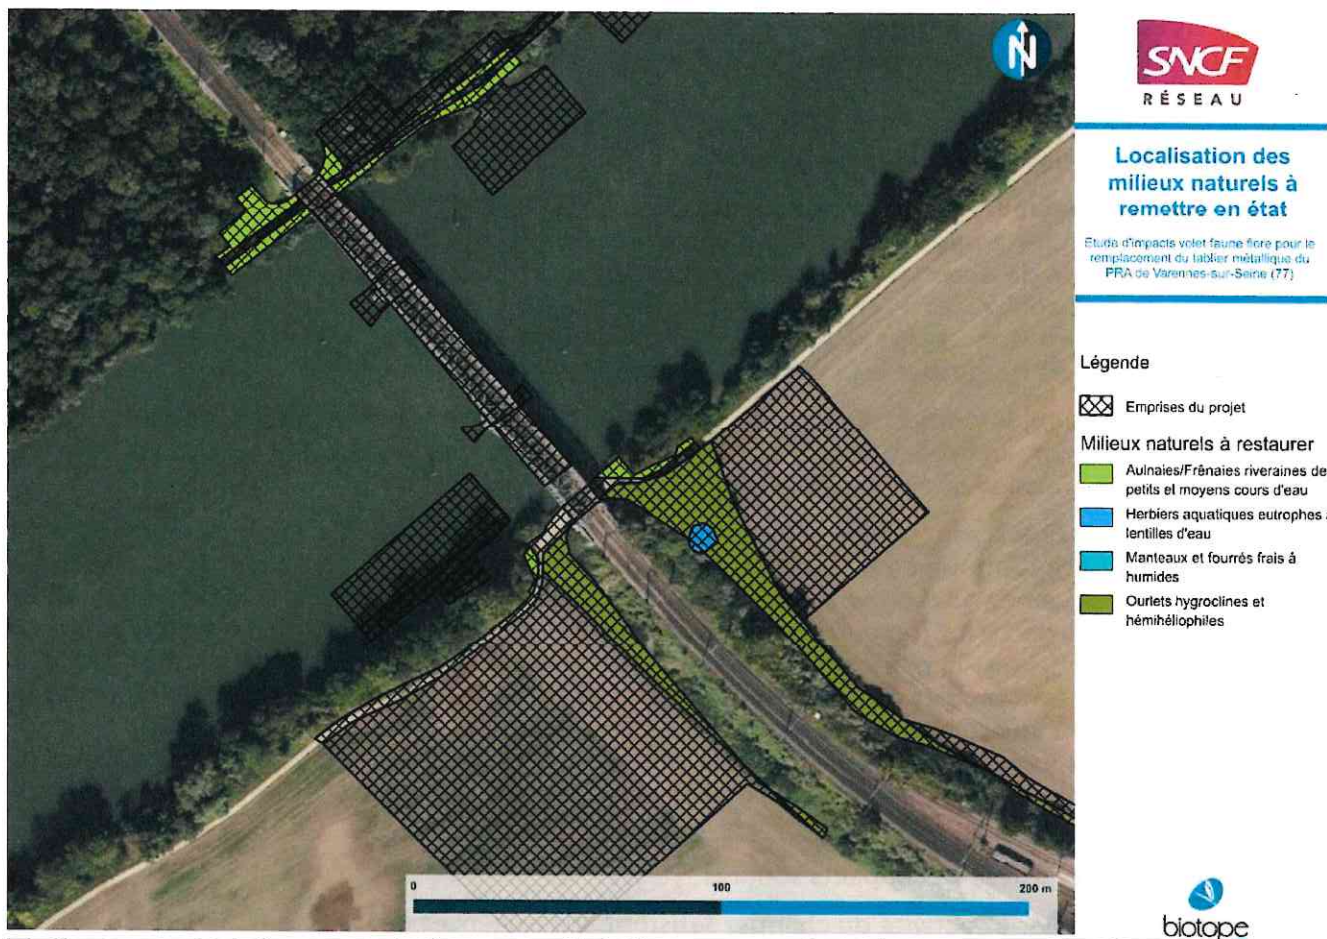 N
SNCF
RÉSEAU
Localisation des
milieux naturels à
remettre en état
Etude d'impacts volet faune flore pour le
remplacement du tablier métallique du
PRA de Varennes-sur-Seine (77)
Légende
Emprises du projet
Milieux naturels à restaurer
Aulnaies/Frênaies riveraines de
petits et moyens cours d'eau
Herbiers aquatiques eutrophes
lentilles d'eau
Manteaux et fourrés frais à
humides
Ourlets hygroclines et
hémihéliophiles
0 100 200 m
biotope